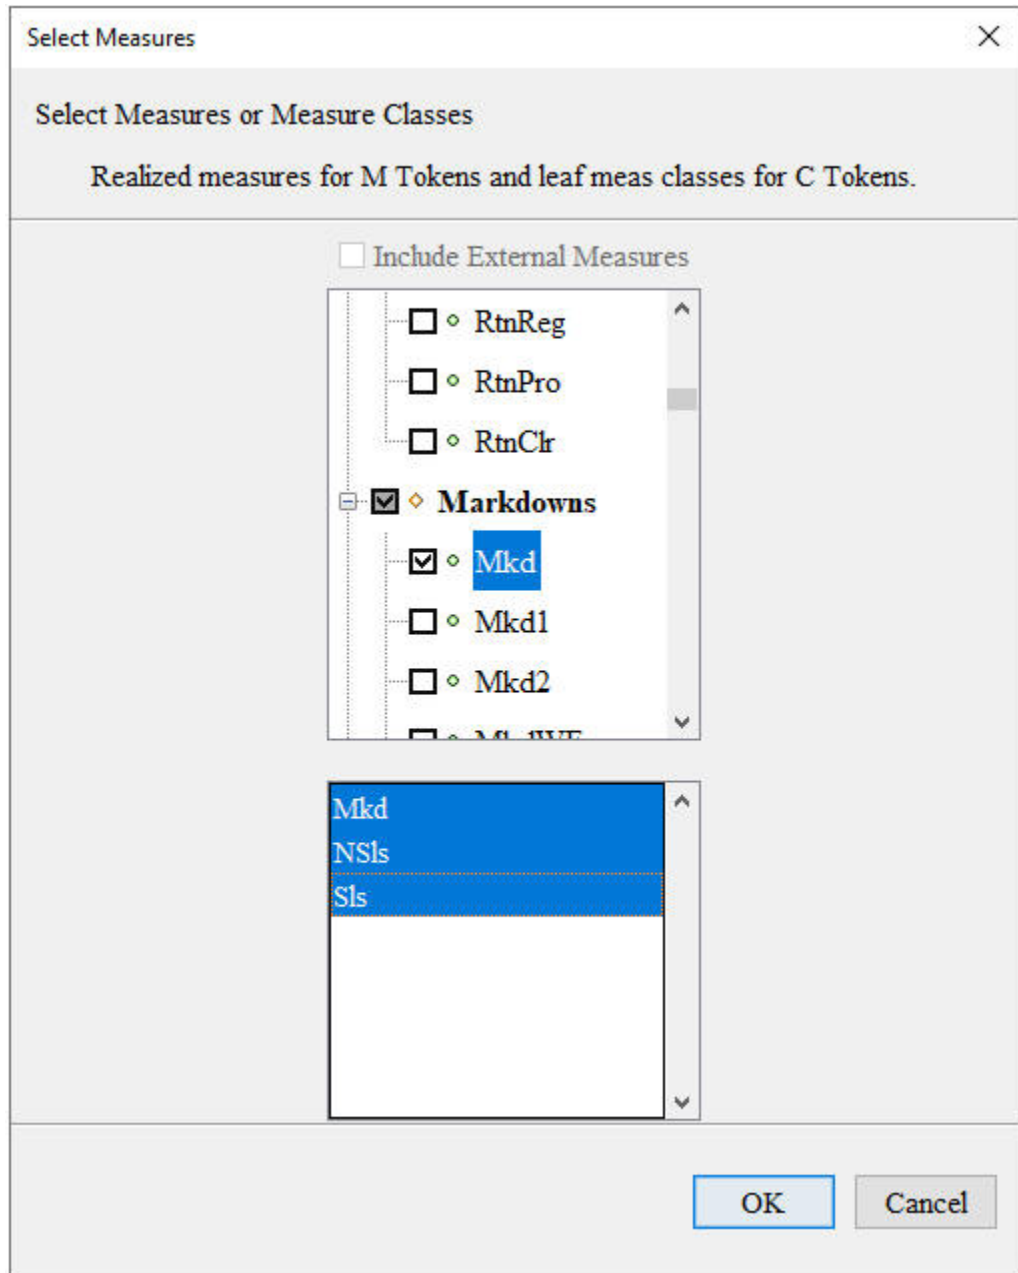 Select Measures
Select Measures or Measure Classes
Realized measures for M Tokens and leaf meas classes for C Tokens.
Include External Measures
RtnReg
RtnPro
RtnClr
Markdowns
Mkd
Mkd1
Mkd2
Mkd
NSls
Sls
OK
Cancel